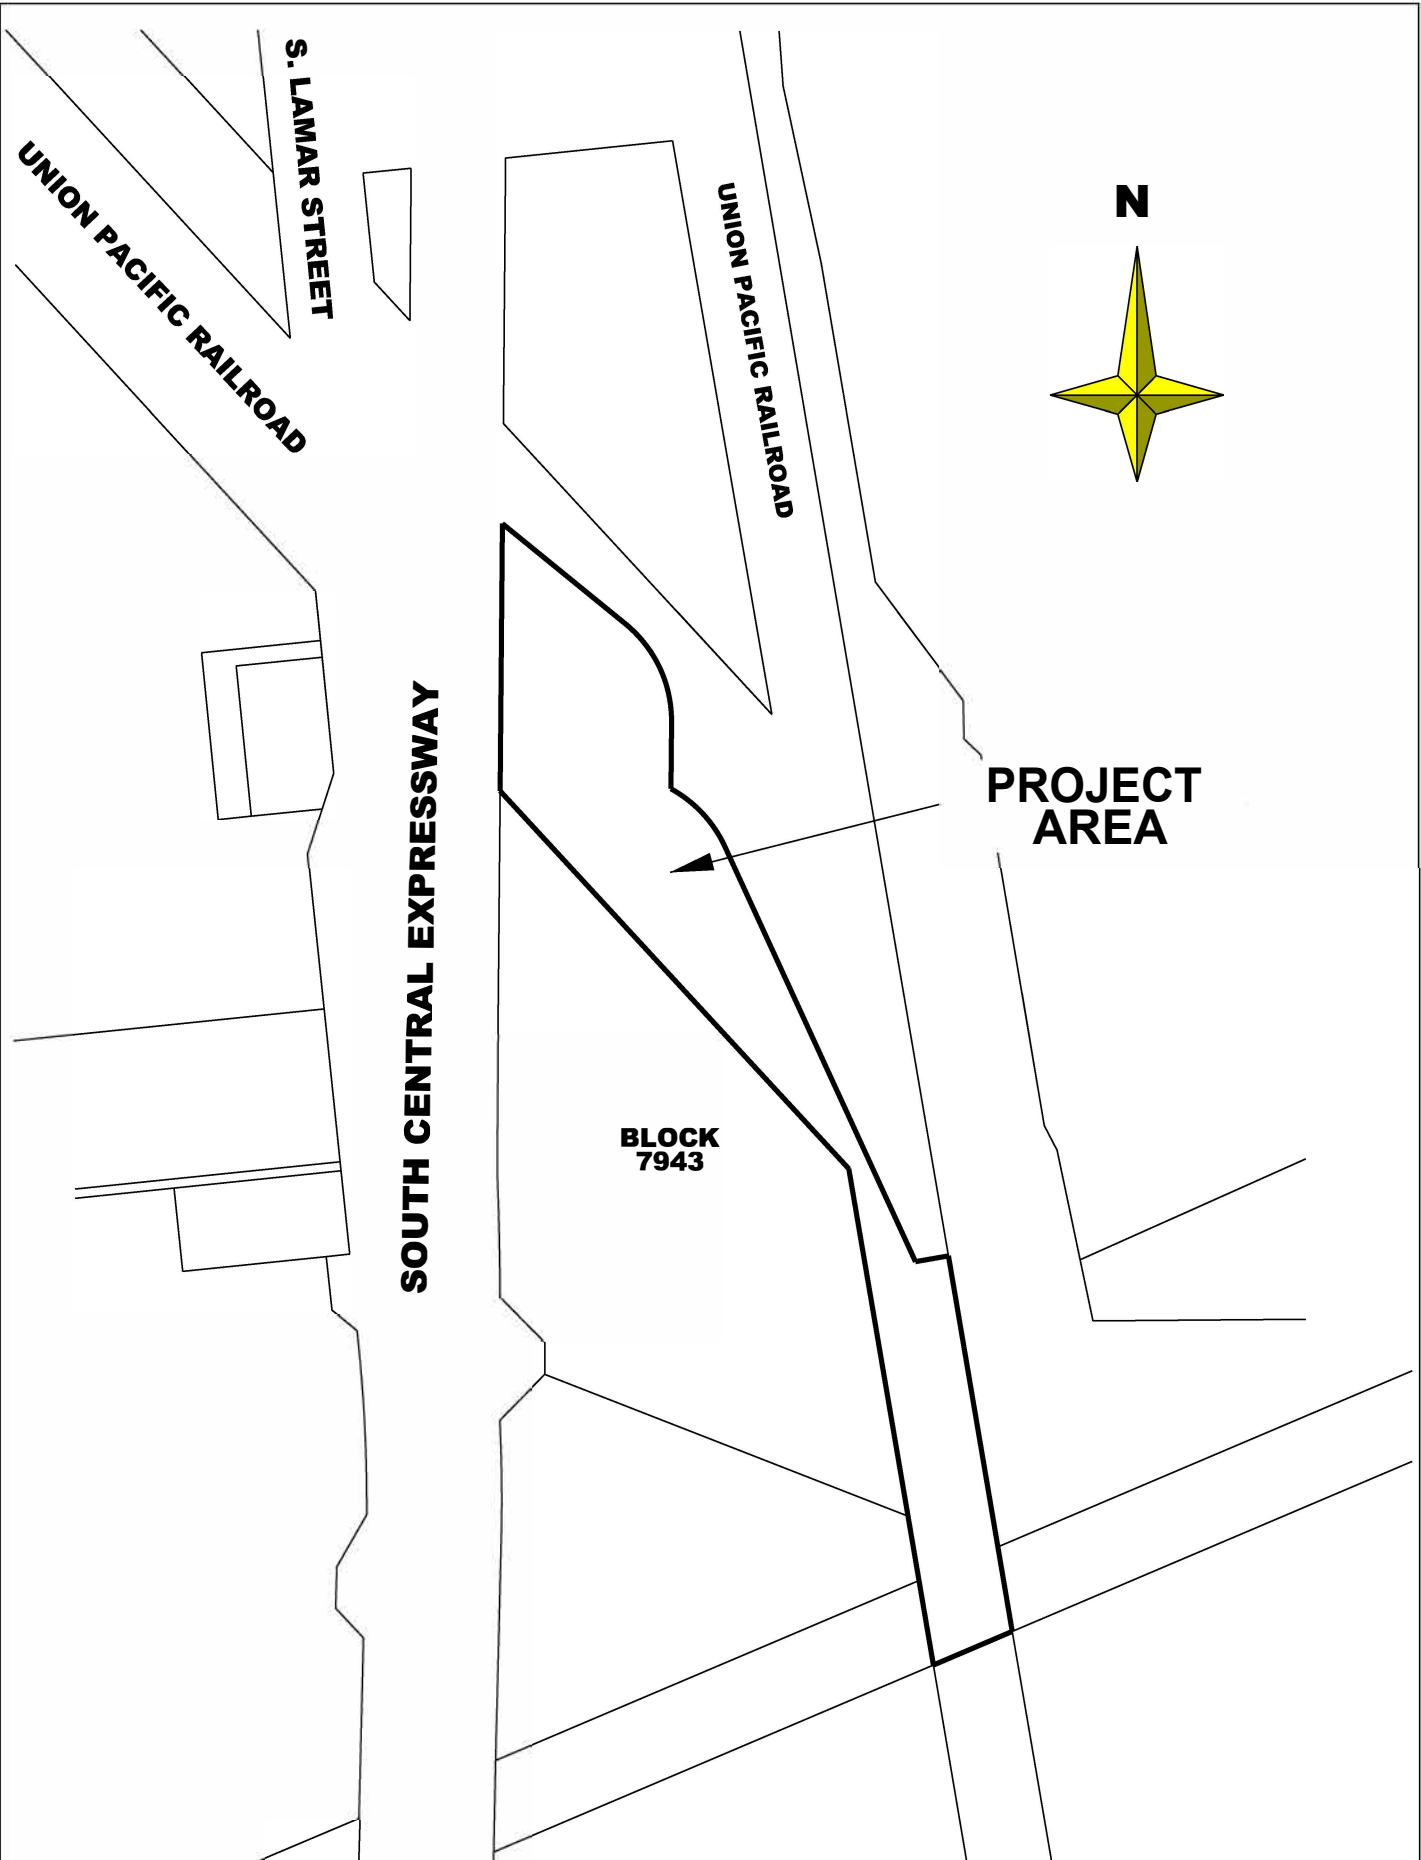 S. LAMAR STREET
UNION PACIFIC RAILROAD
UNION PACIFIC RAILROAD
N
SOUTH CENTRAL EXPRESSWAY
PROJECT
AREA
BLOCK
7943